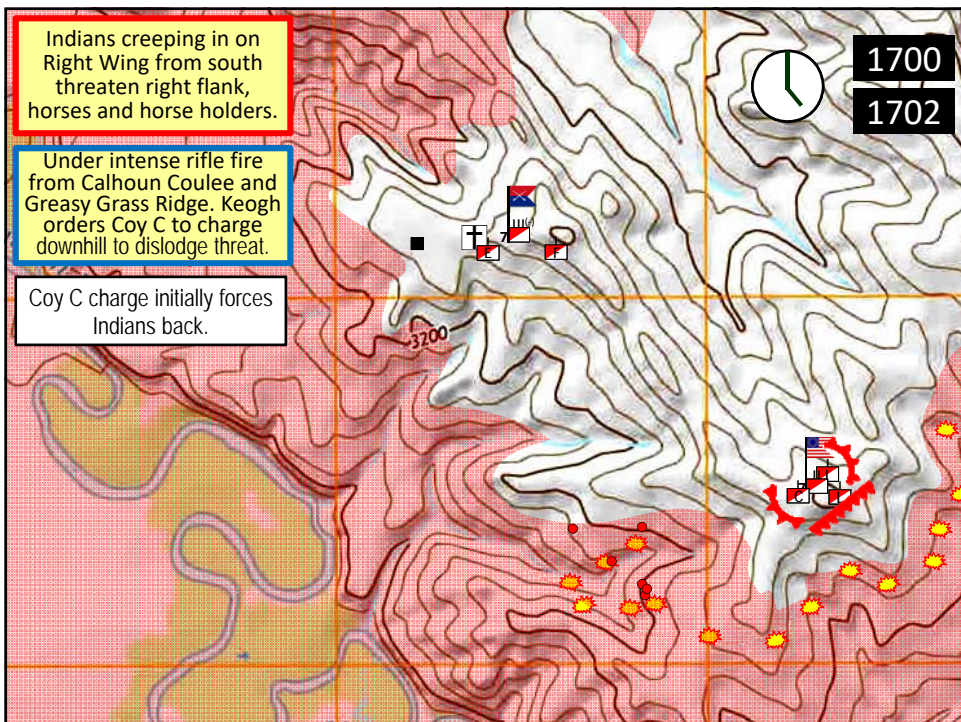 Indians creeping in on
Right Wing from south
threaten right flank,
horses and horse holders.
Under intense rifle fire
from Calhoun Coulee and
Greasy Grass Ridge. Keogh
orders Coy C to charge
downhill to dislodge threat.
Coy C charge initially forces
Indians back.
1700
1702
7
E
F
3200
C